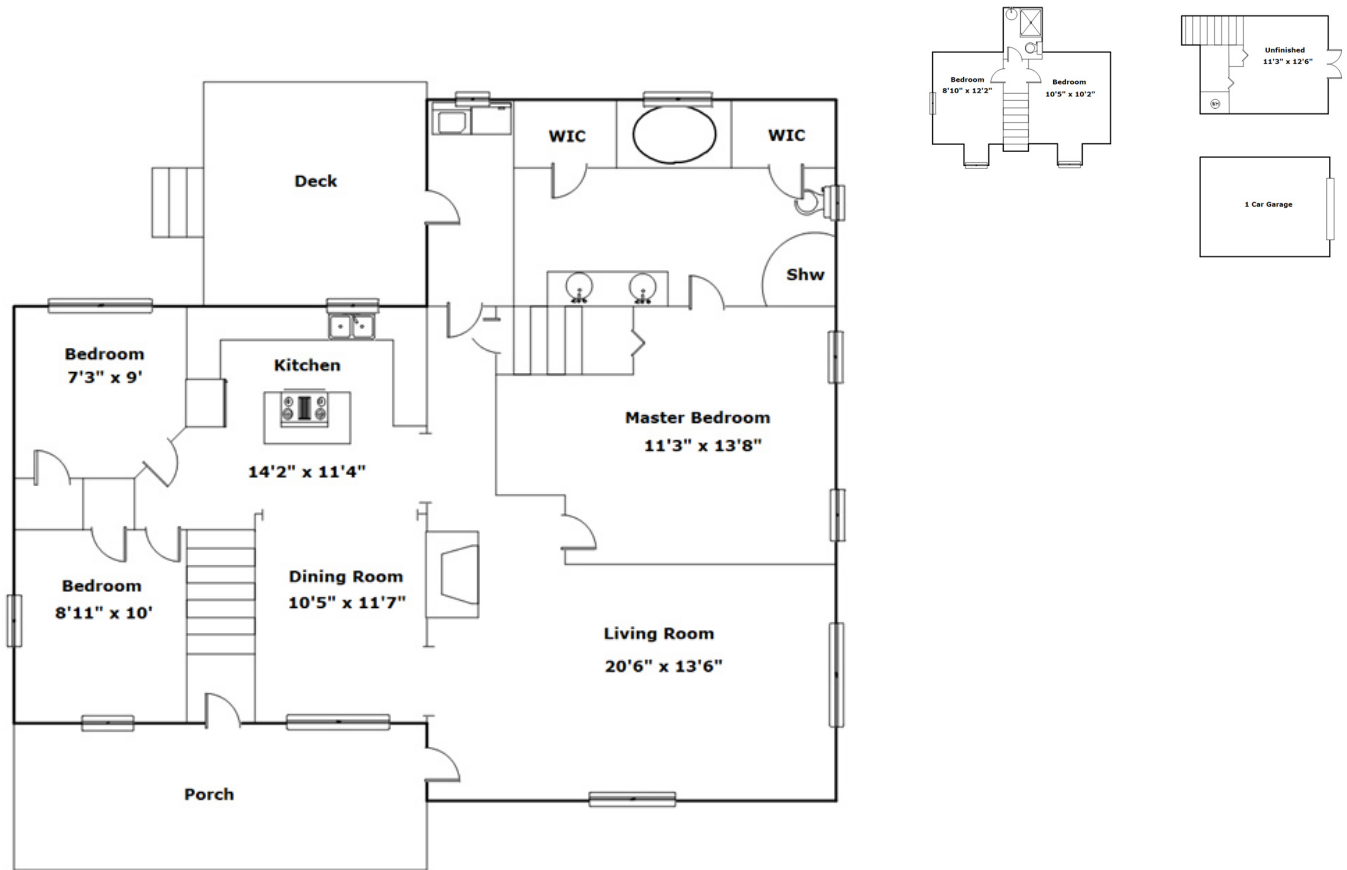 WIC
WIC
Deck
Shw
Bedroom
7'3" x 9'
Kitchen
14'2" x 11'4"
Master Bedroom
11'3" x 13'8"
Bedroom
8'11" x 10'
Dining Room
10'5" x 11'7"
Living Room
20'6" x 13'6"
Porch
Bedroom
8'10" x 12'2"
Bedroom
10'5" x 10'2"
Unfinished
11'3" x 12'6"
1 Car Garage